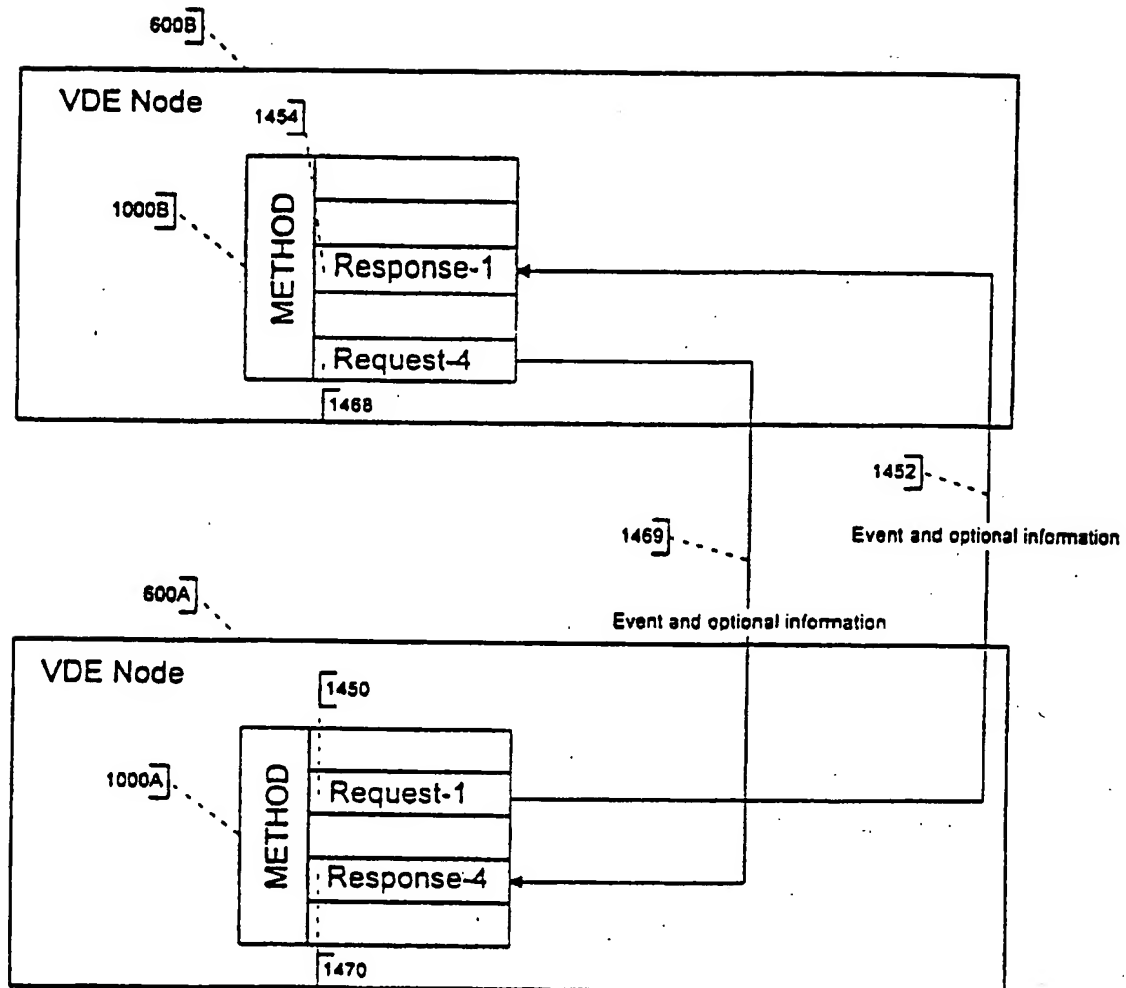 600B
VDE Node
1454
1000B
METHOD
Response-1
Request-4
1468
1452
Event and optional information
1469
600A
Event and optional information
VDE Node
1450
1000A
METHOD
Request-1
Response-4
1470